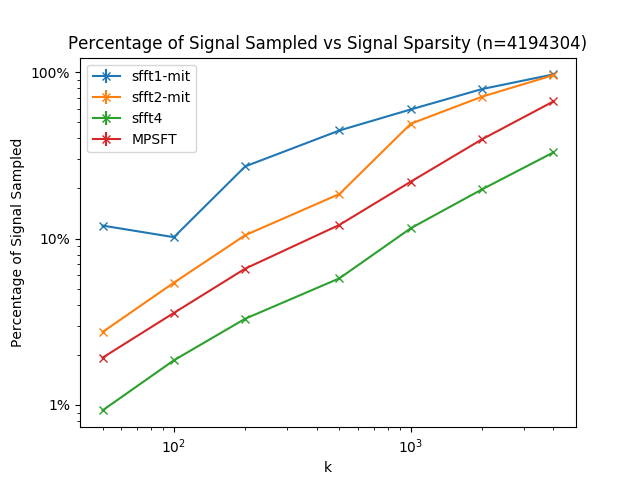 Percentage of Signal Sampled vs Signal Sparsity (n=4194304)
Percentage of Signal Sampled
100%
10%
1%
sfft1-mit
sfft2-mit
sfft4
MPSFT
10²
10³
k